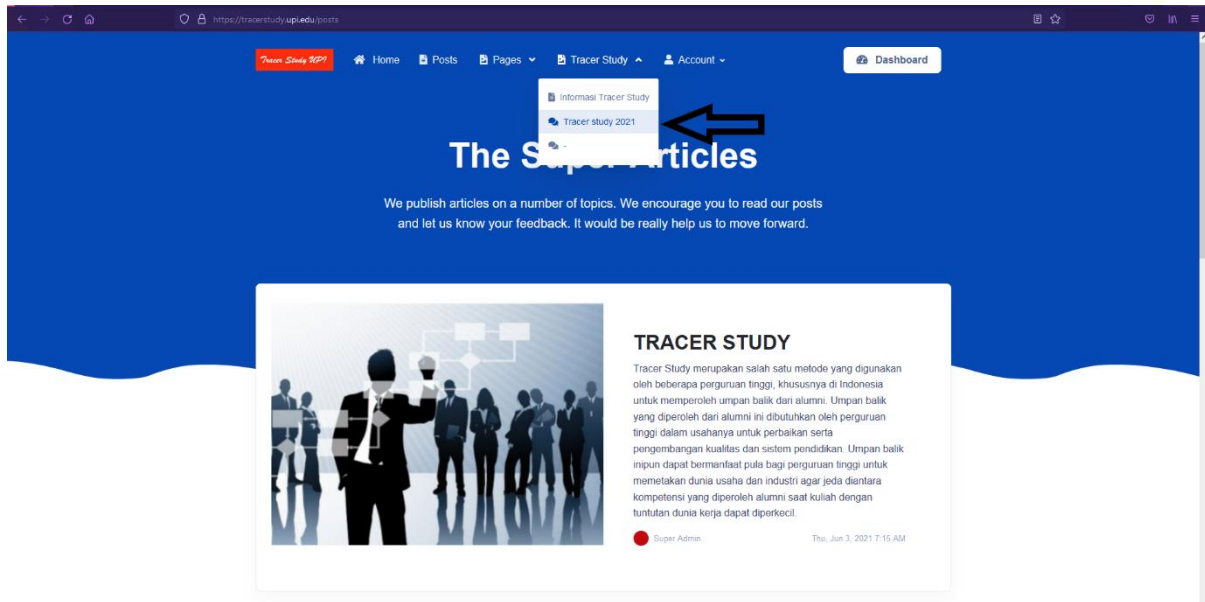 https://tracerstudy.upi.edu/posts
Tracer Study UPI
Home
Posts
Pages
Tracer Study
Account
Dashboard
Informasi Tracer Study
Tracer study 2021
-
The Super Articles
We publish articles on a number of topics. We encourage you to read our posts
and let us know your feedback. It would be really help us to move forward.
TRACER STUDY
Tracer Study merupakan salah satu metode yang digunakan
oleh beberapa perguruan tinggi, khususnya di Indonesia
untuk memperoleh umpan balik dari alumni. Umpan balik
yang diperoleh dari alumni ini dibutuhkan oleh perguruan
tinggi dalam usahanya untuk perbaikan serta
pengembangan kualitas dan sistem pendidikan. Umpan balik
inipun dapat bermanfaat pula bagi perguruan tinggi untuk
memetakan dunia usaha dan industri agar jeda diantara
kompetensi yang diperoleh alumni saat kuliah dengan
tuntutan dunia kerja dapat diperkecil.
Super Admin
Thu, Jun 3, 2021 7:15 AM